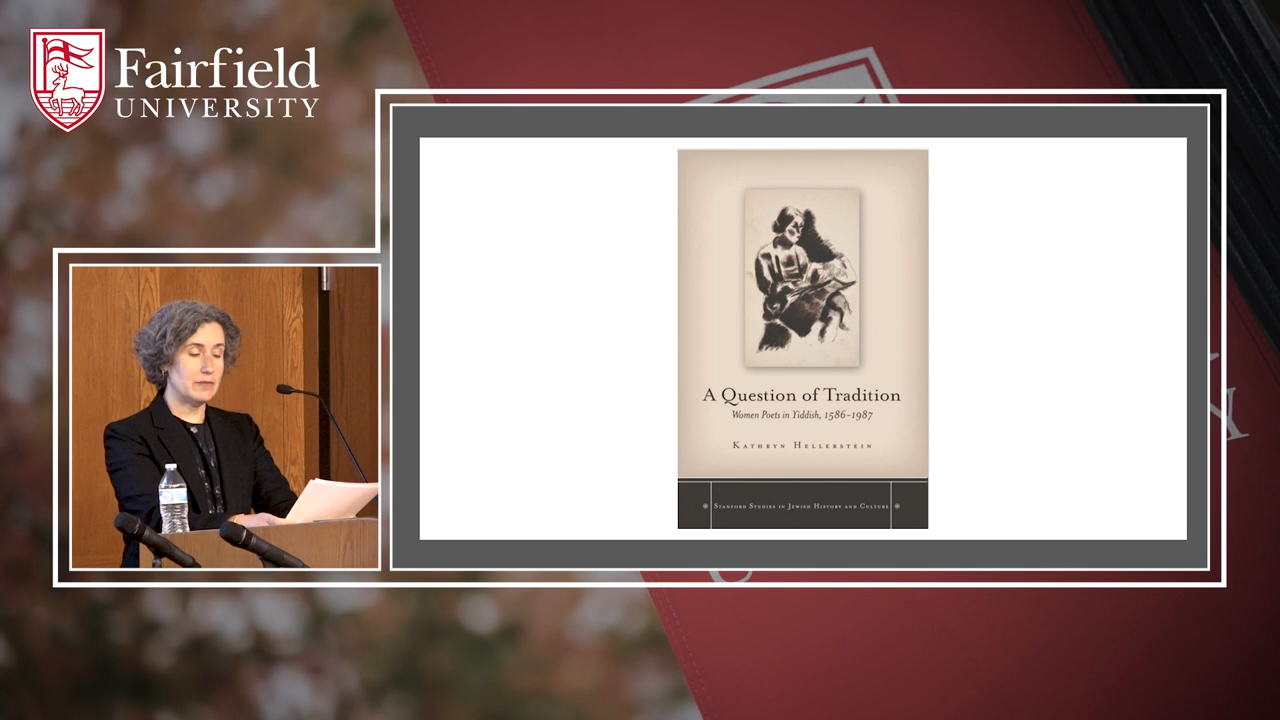 Fairfield
UNIVERSITY
A Question of Tradition
Women Poets in Yiddish, 1586–1987
KATHRYN HELLERSTEIN
STANFORD STUDIES IN JEWISH HISTORY AND CULTURE